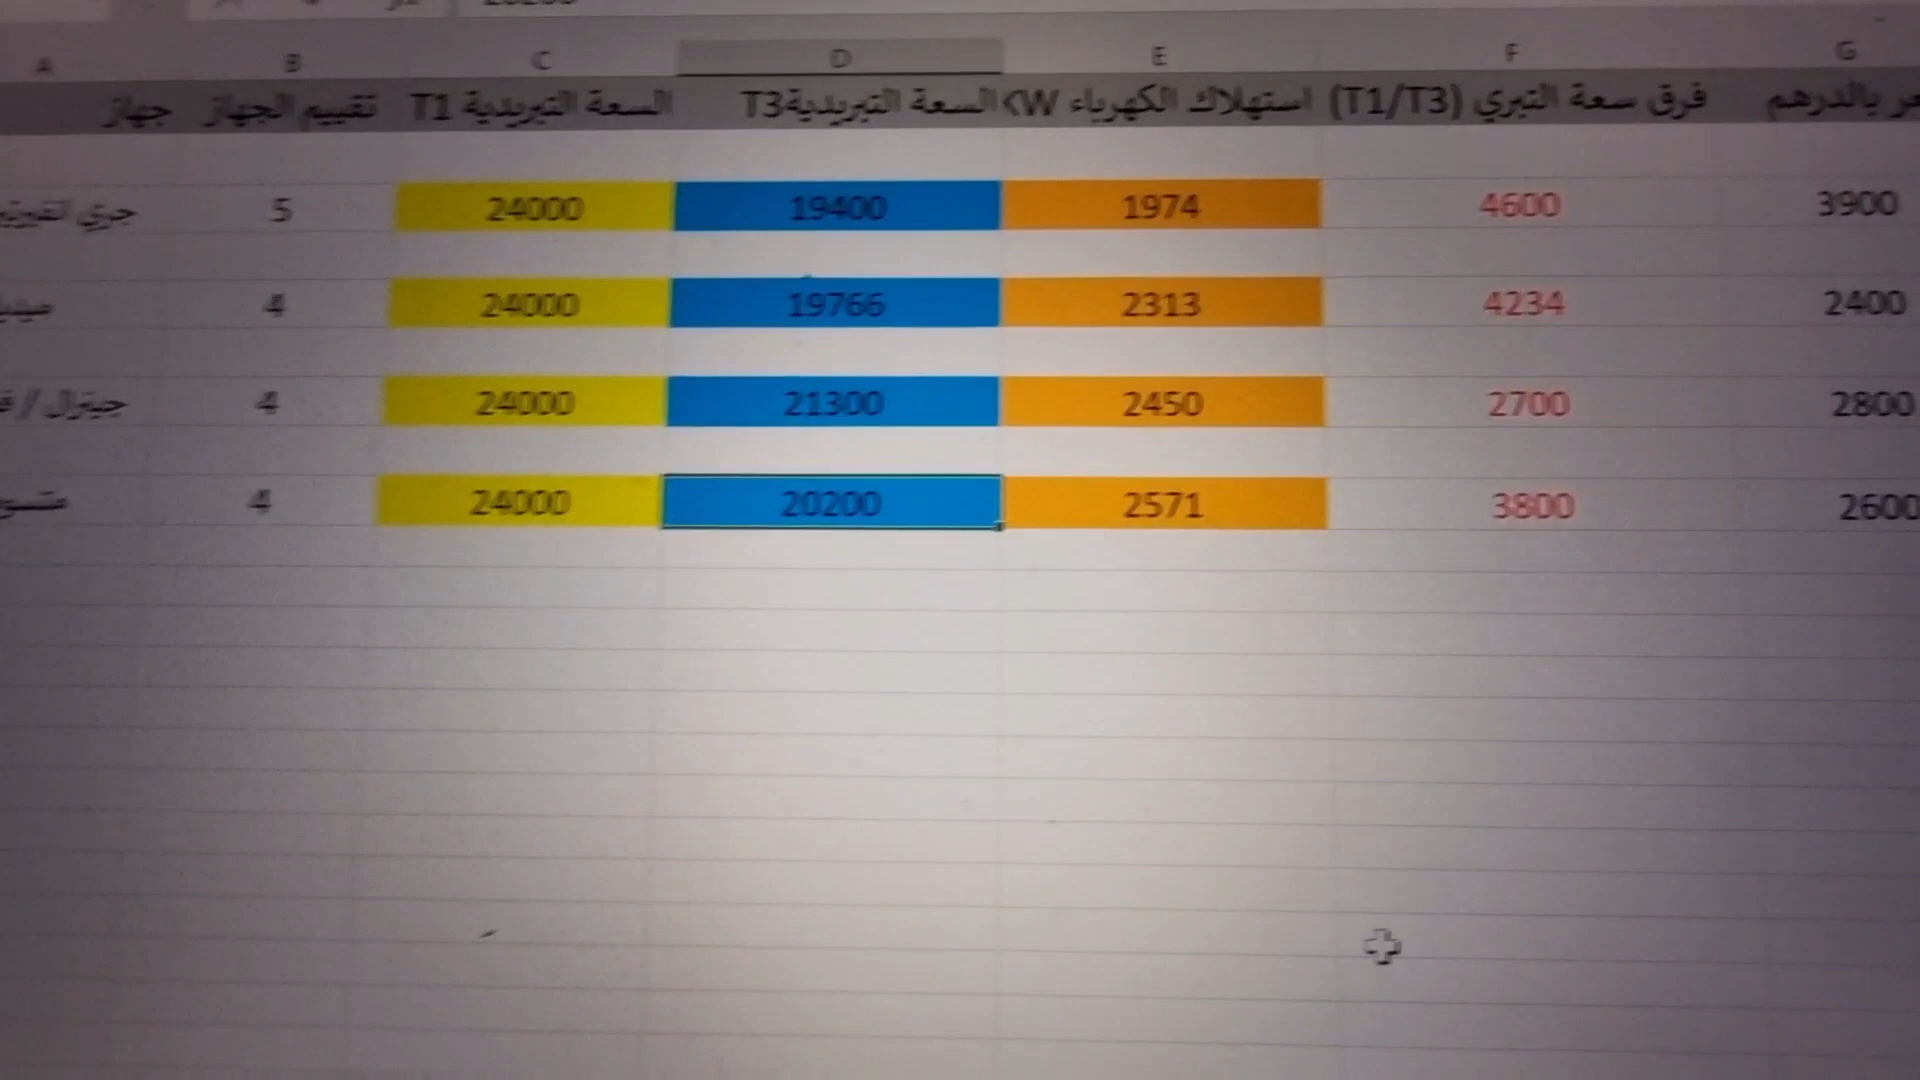 A B C D E F G
جهاز تقييم الجهاز السعة التبريدية T1 السعة التبريدية T3 استهلاك الكهرباء فرق سعة التبري (T1/T3) بالدرهم
جري 5 24000 19400 1974 4600 3900
4 24000 19766 2313 4234 2400
جينرال / 4 24000 21300 2450 2700 2800
4 24000 20200 2571 3800 2600